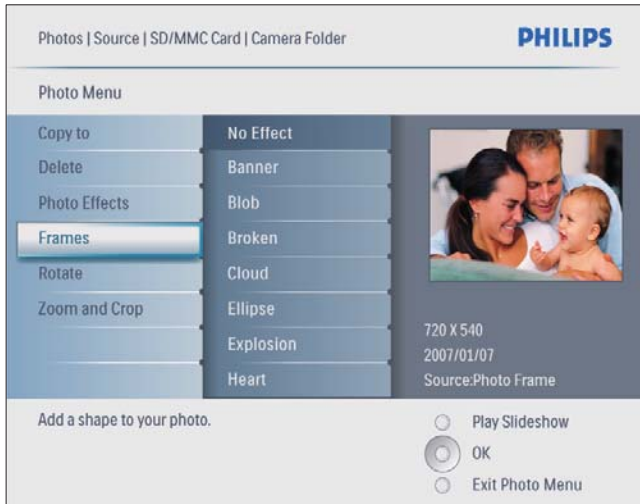 Photos | Source | SD/MMC Card | Camera Folder
PHILIPS
Photo Menu
Copy to
Delete
Photo Effects
Frames
Rotate
Zoom and Crop
No Effect
Banner
Blob
Broken
Cloud
Ellipse
Explosion
Heart
720 X 540
2007/01/07
Source:Photo Frame
Add a shape to your photo.
Play Slideshow
OK
Exit Photo Menu